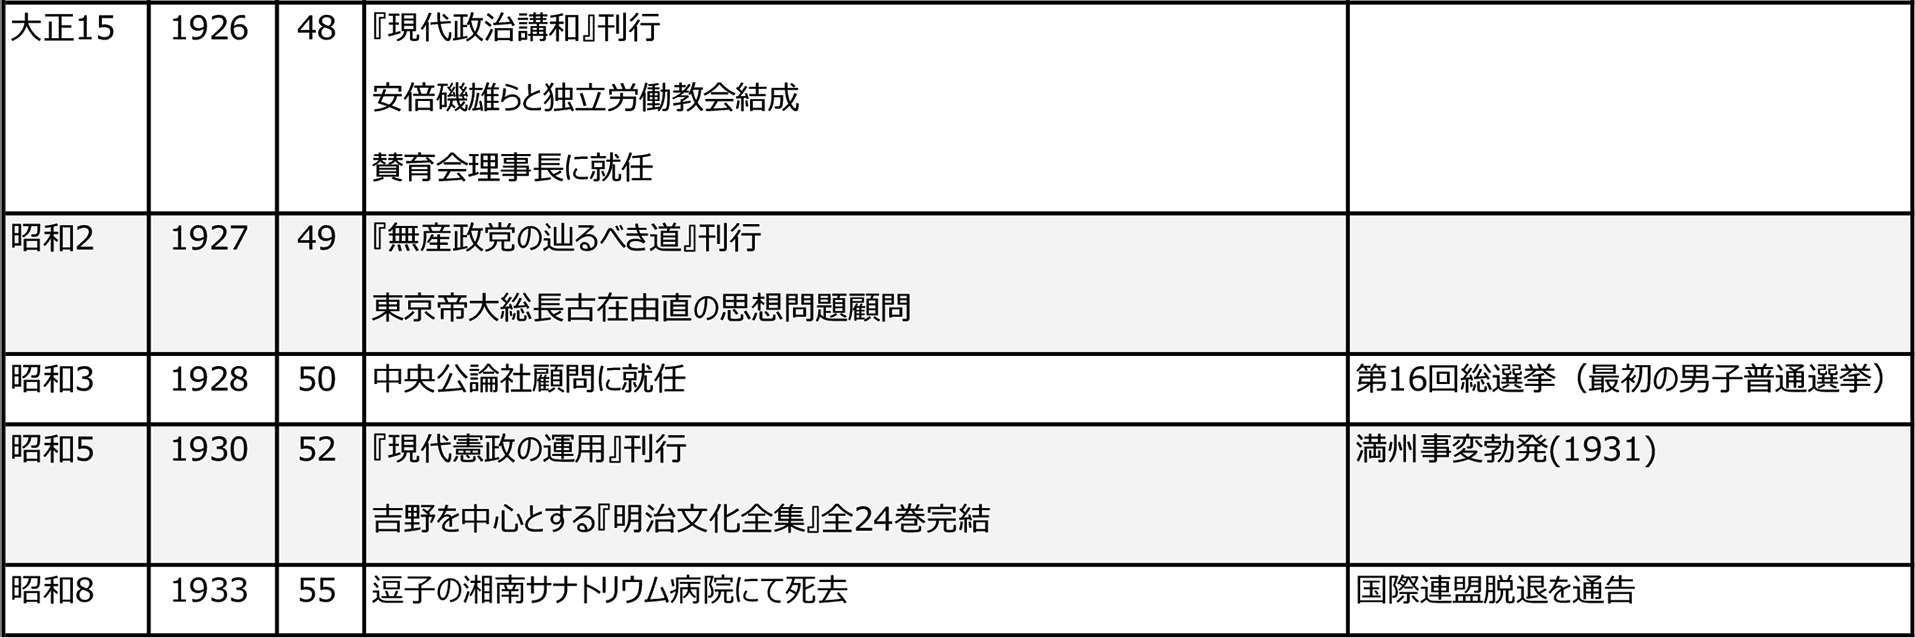 大正15 1926 48 『現代政治講和』刊行
安倍磯雄らと独立労働教会結成
賛育会理事長に就任
昭和2 1927 49 『無産政党の辿るべき道』刊行
東京帝大総長古在由直の思想問題顧問
昭和3 1928 50 中央公論社顧問に就任 第16回総選挙（最初の男子普通選挙）
昭和5 1930 52 『現代憲政の運用』刊行 満州事変勃発(1931)
吉野を中心とする『明治文化全集』全24巻完結
昭和8 1933 55 逗子の湘南サナトリウム病院にて死去 国際連盟脱退を通告